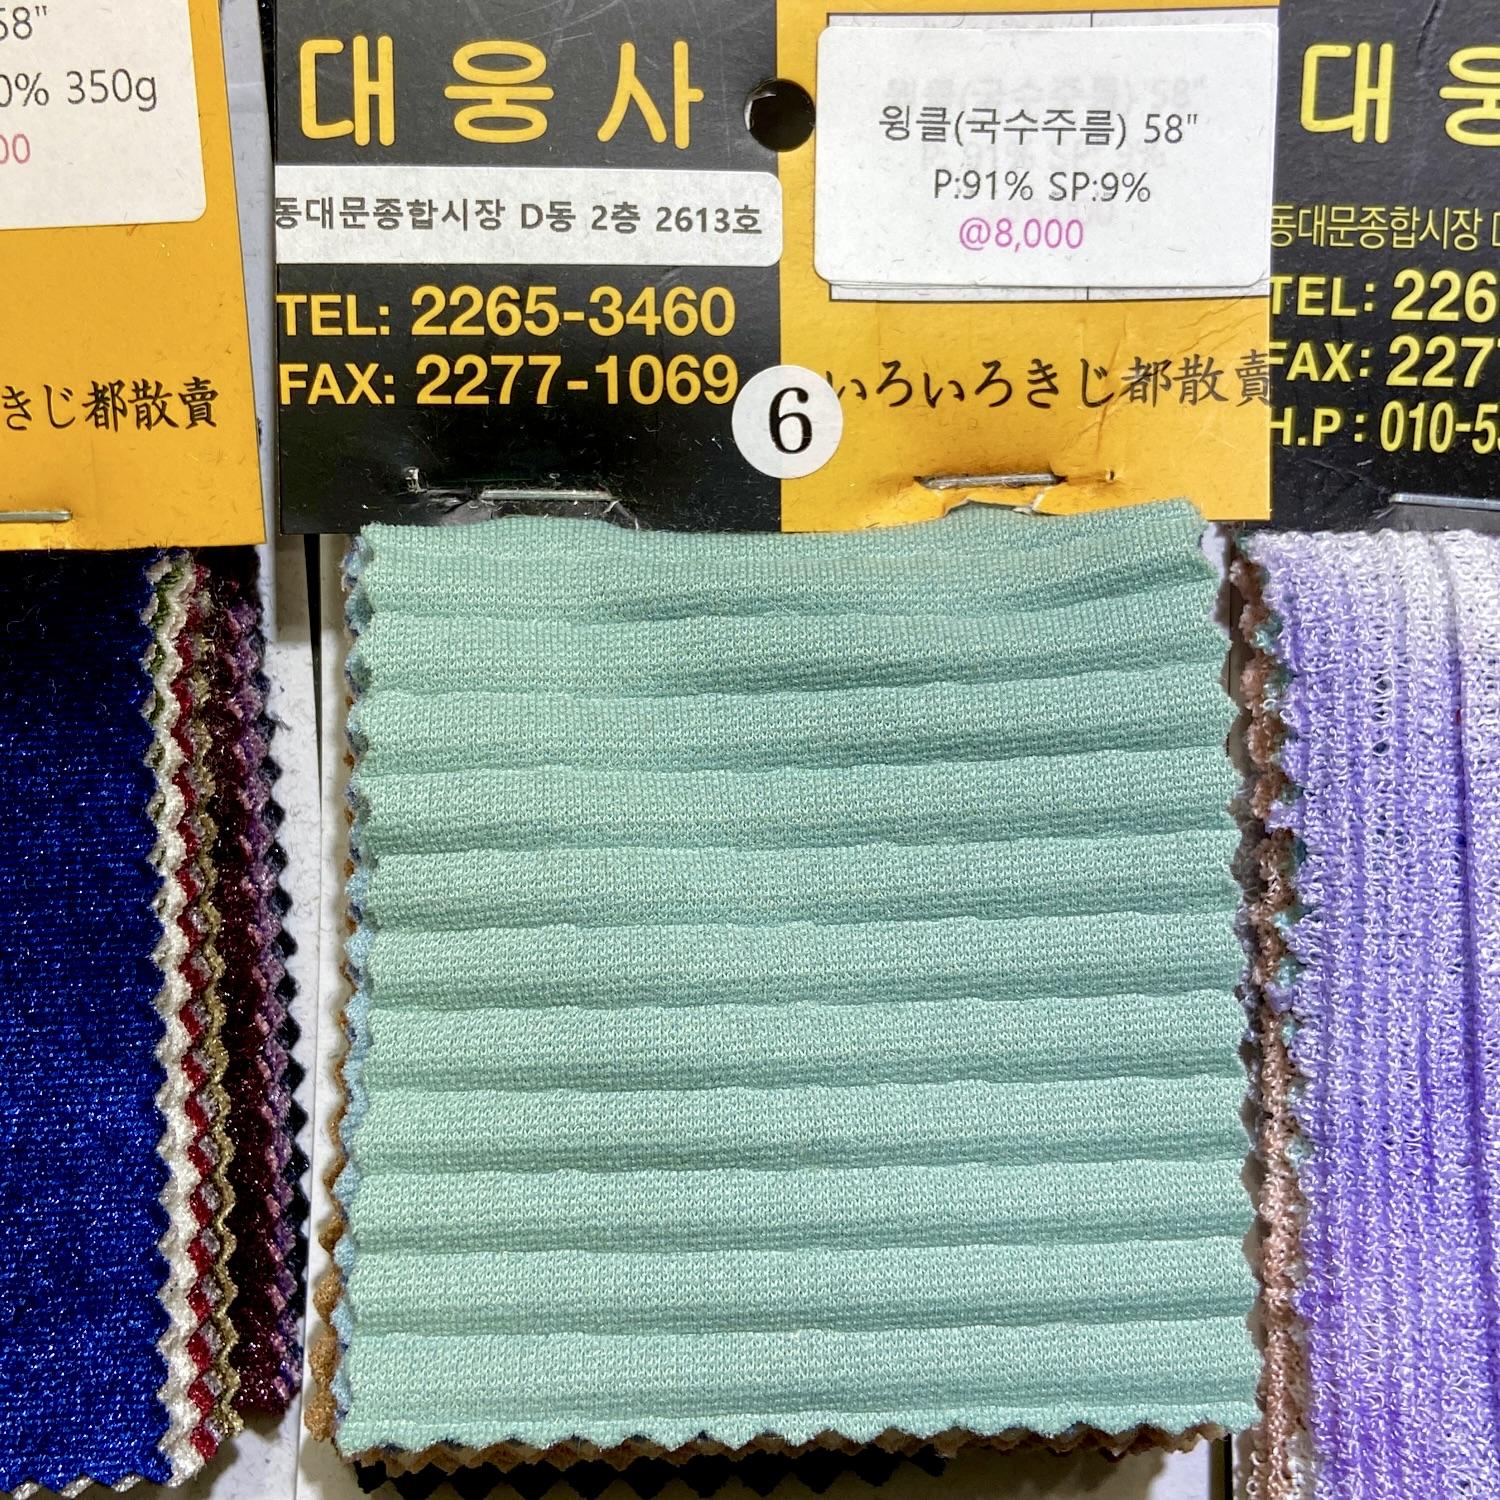 58"
0% 350g
00
きじ都散賣
대웅사
동대문종합시장 D동 2층 2613호
TEL: 2265-3460
FAX: 2277-1069
6
윙클(국수주름) 58"
P:91% SP:9%
@8,000
いろいろきじ都散賣
대웅
동대문종합시장 D
TEL: 226
FAX: 2277
H.P : 010-5